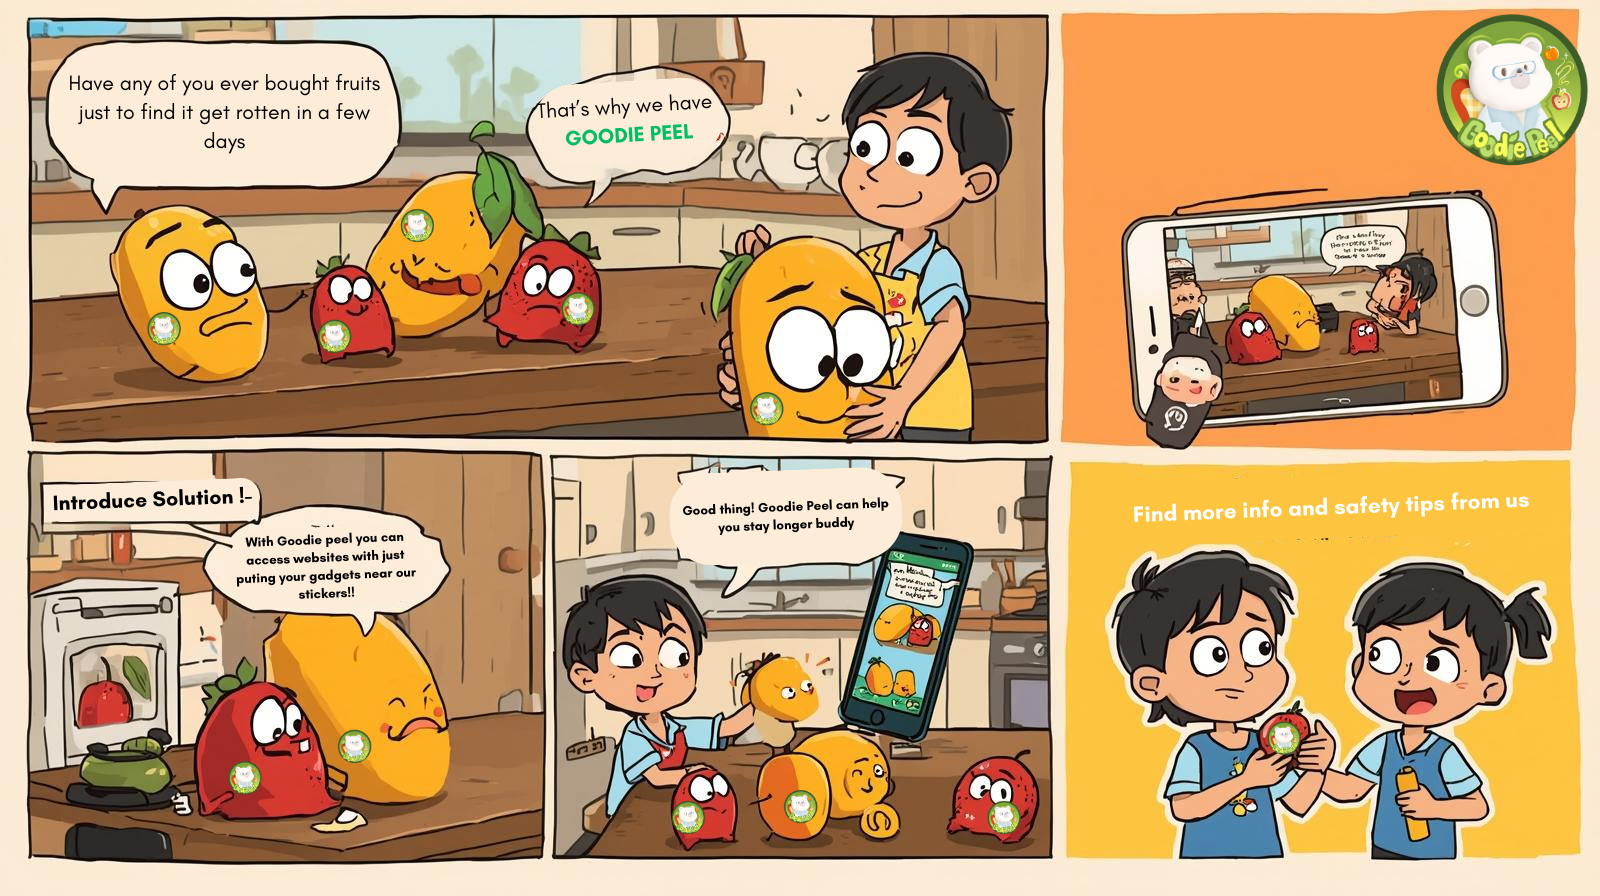 Have any of you ever bought fruits
just to find it get rotten in a few
days
That's why we have
GOODIE PEEL
Goodie Peel
Introduce Solution !-
With Goodie peel you can
access websites with just
puting your gadgets near our
stickers!!
Good thing! Goodie Peel can help
you stay longer buddy
Find more info and safety tips from us